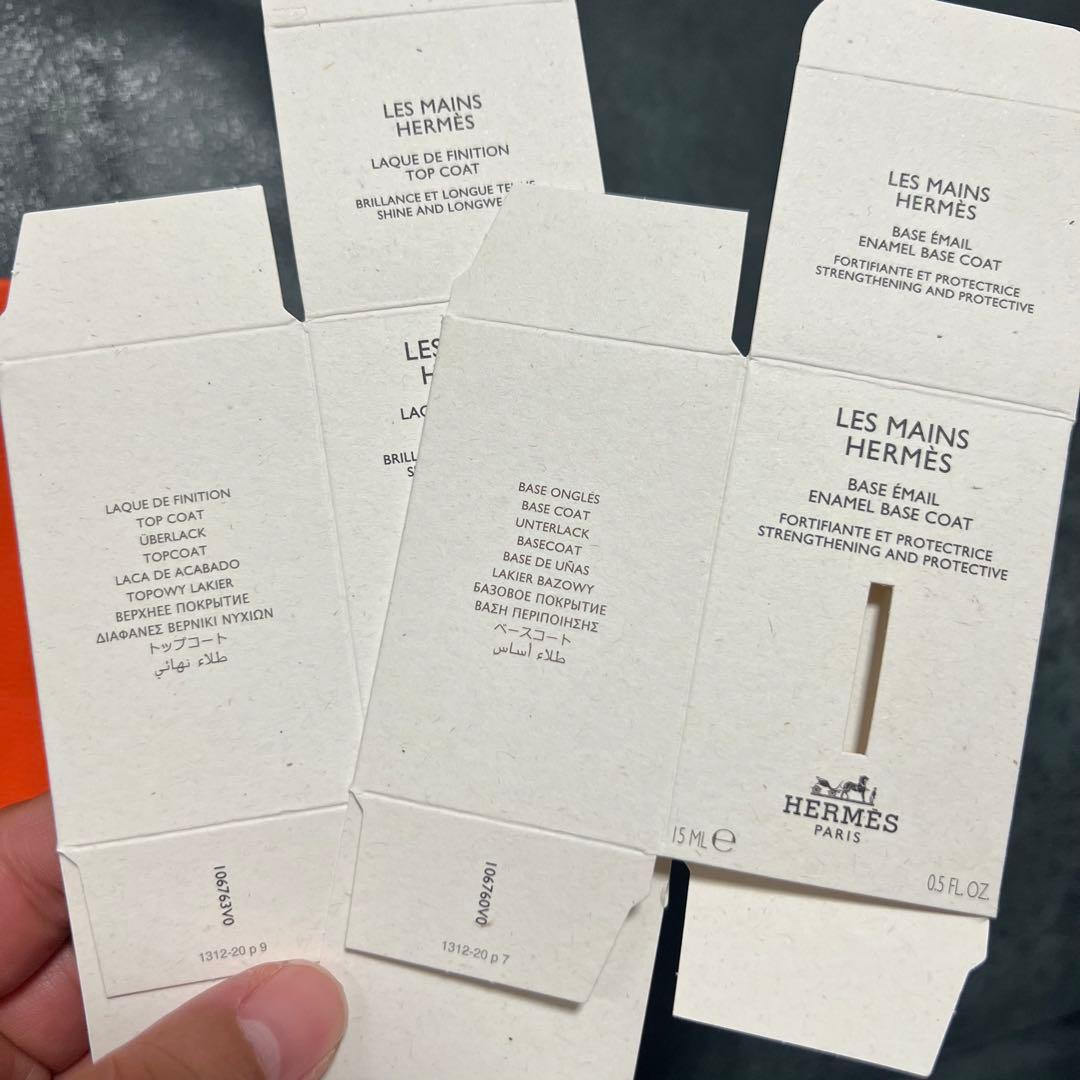 LES MAINS
HERMÈS
LAQUE DE FINITION
TOP COAT
BRILLANCE ET LONGUE
SHINE AND
LES MAINS
HERMÈS
BASE ÉMAIL
ENAMEL BASE COAT
FORTIFIANTE ET PROTECTRICE
STRENGTHENING AND PROTECTIVE
LAQUE DE FINITION
TOP COAT
ÜBERLACK
TOPCOAT
LACA DE ACABADO
TOPOWY LAKIER
ВЕРХНЕЕ ПОКРЫТИЕ
ΔΙΑΦΑΝΕΣ ΒΕΡΝΙΚΙ ΝΥΧΙΩΝ
トップコート
طلاء نهائي
106763V0
1312-20 p 9
BASE ONGLES
BASE COAT
UNTERLACK
BASECOAT
BASE DE UÑAS
LAKIER BAZOWY
БАЗОВОЕ ПОКРЫТИЕ
ΒΑΣΗ ΠΕΡΙΠΟΙΗΣΗΣ
ベースコート
طلاء أساس
106760V0
1312-20 p 7
LES MAINS
HERMÈS
BASE ÉMAIL
ENAMEL BASE COAT
FORTIFIANTE ET PROTECTRICE
STRENGTHENING AND PROTECTIVE
HERMÈS
PARIS
15 ML ℮
0.5 FL. OZ.